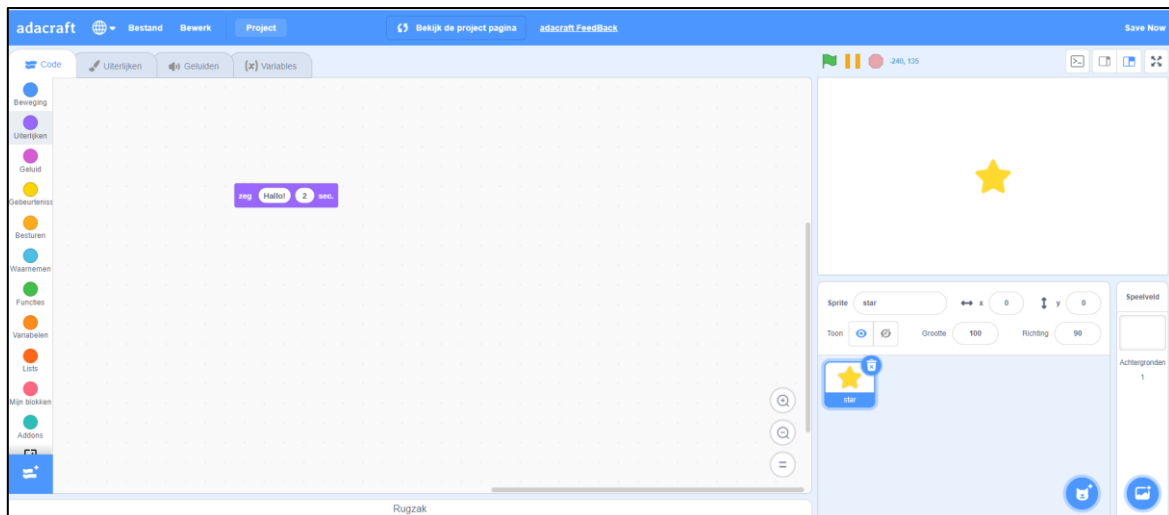 adacraft Bestand Bewerk Project Bekijk de project pagina adacraft FeedBack Save Now
Code Uiterlijken Geluiden (x) Variables -240, 135
Beweging
Uiterlijken
Geluid
Gebeurteniss
Besturen
Waarnemen
Functies
Variabelen
Lists
Mijn blokken
Addons
zeg Hallo! 2 sec.
Rugzak
Sprite star x 0 y 0
Toon Grootte 100 Richting 90
star
Speelveld
Achtergronden
1